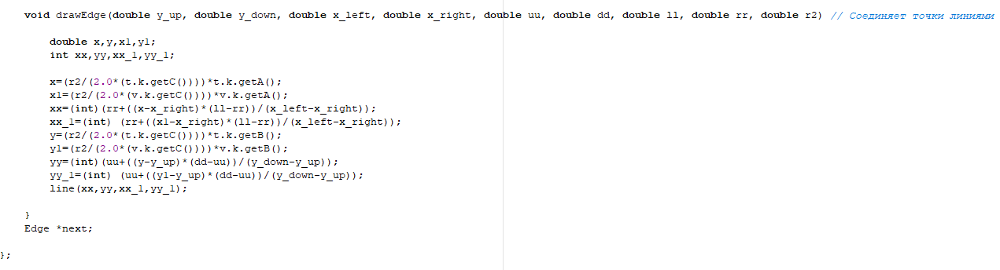 void drawEdge(double y_up, double y_down, double x_left, double x_right, double uu, double dd, double ll, double rr, double r2) // Соединяет точки линиями
double x,y,x1,y1;
int xx,yy,xx_1,yy_1;
x=(r2/(2.0*(t.k.getC())))*t.k.getA();
x1=(r2/(2.0*(v.k.getC())))*v.k.getA();
xx=(int)(rr+((x-x_right)*(ll-rr))/(x_left-x_right));
xx_1=(int) (rr+((x1-x_right)*(ll-rr))/(x_left-x_right));
y=(r2/(2.0*(t.k.getC())))*t.k.getB();
y1=(r2/(2.0*(v.k.getC())))*v.k.getB();
yy=(int)(uu+((y-y_up)*(dd-uu))/(y_down-y_up));
yy_1=(int) (uu+((y1-y_up)*(dd-uu))/(y_down-y_up));
line(xx,yy,xx_1,yy_1);
}
Edge *next;
};